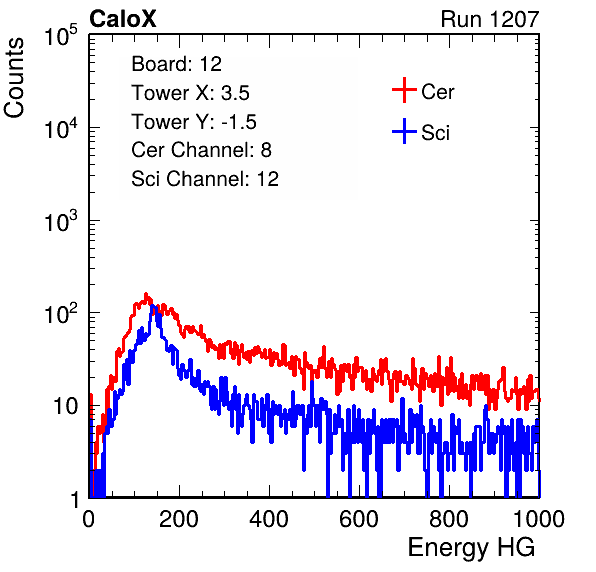 CaloX Run 1207
Counts
10^5
10^4
10^3
10^2
10
1
Board: 12
Tower X: 3.5
Tower Y: -1.5
Cer Channel: 8
Sci Channel: 12
Cer
Sci
0 200 400 600 800 1000
Energy HG